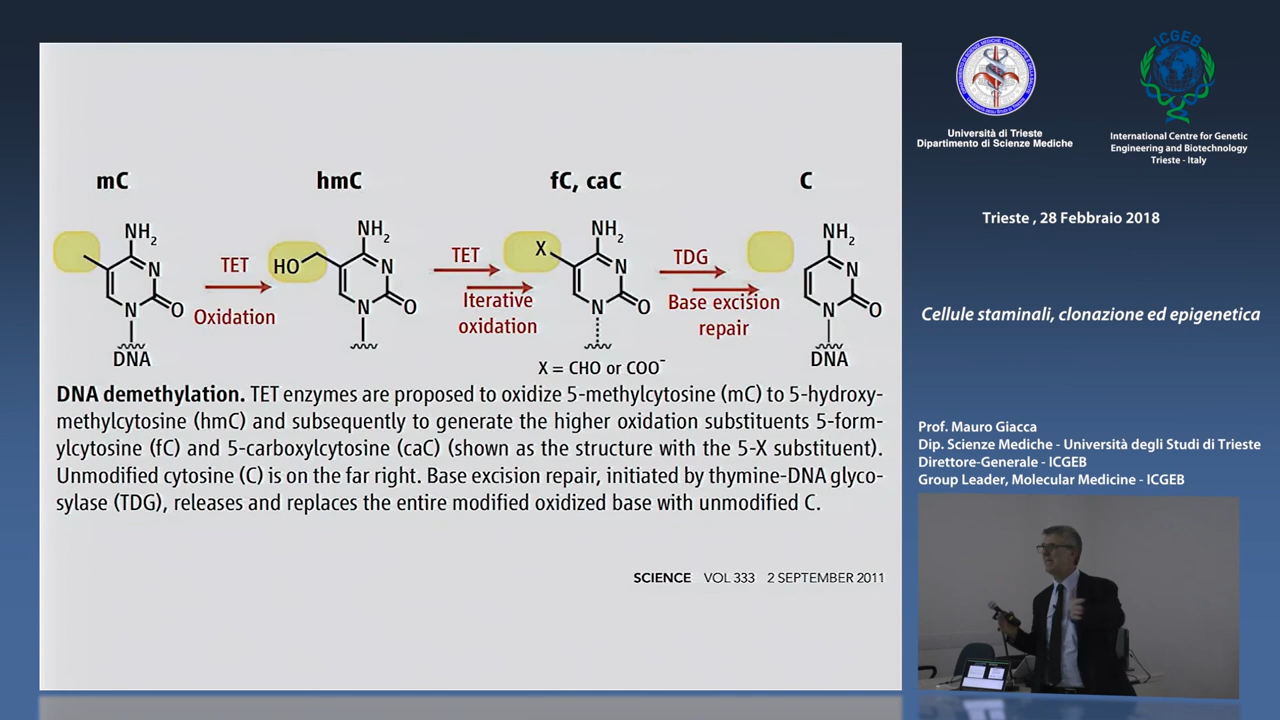 mC
hmC
fC, caC
C
NH2
N
N
O
DNA
TET
Oxidation
HO
NH2
N
N
O
TET
Iterative
oxidation
X
NH2
N
N
O
X = CHO or COO⁻
TDG
Base excision
repair
NH2
N
N
O
DNA
DNA demethylation. TET enzymes are proposed to oxidize 5-methylcytosine (mC) to 5-hydroxy-
methylcytosine (hmC) and subsequently to generate the higher oxidation substituents 5-form-
ylcytosine (fC) and 5-carboxylcytosine (caC) (shown as the structure with the 5-X substituent).
Unmodified cytosine (C) is on the far right. Base excision repair, initiated by thymine-DNA glyco-
sylase (TDG), releases and replaces the entire modified oxidized base with unmodified C.
SCIENCE VOL 333 2 SEPTEMBER 2011
Università di Trieste
Dipartimento di Scienze Mediche
ICGEB
International Centre for Genetic
Engineering and Biotechnology
Trieste - Italy
Trieste , 28 Febbraio 2018
Cellule staminali, clonazione ed epigenetica
Prof. Mauro Giacca
Dip. Scienze Mediche - Università degli Studi di Trieste
Direttore-Generale - ICGEB
Group Leader, Molecular Medicine - ICGEB